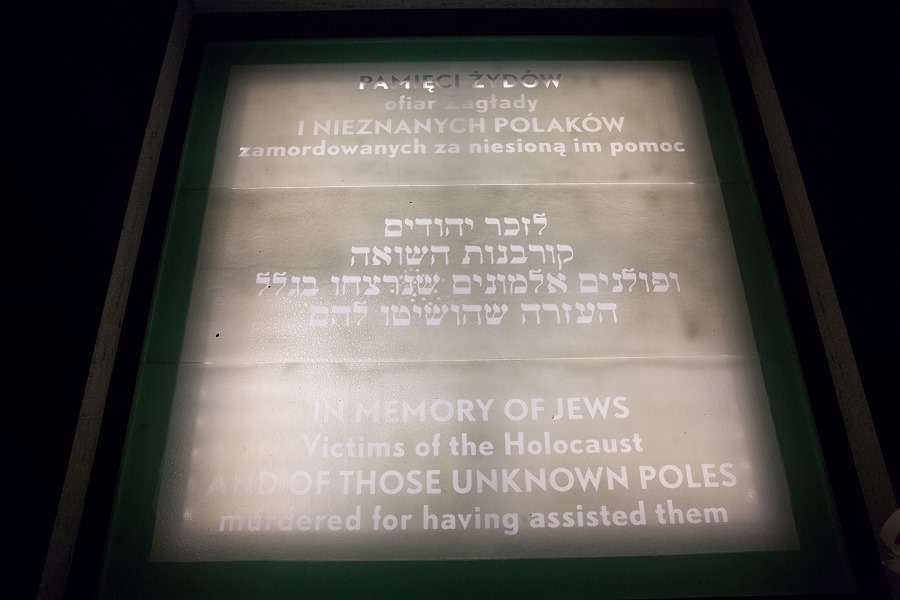 PAMIĘCI ŻYDÓW
ofiar Zagłady
I NIEZNANYCH POLAKÓW
zamordowanych za niesioną im pomoc
לזכר יהודים
קורבנות השואה
ופולנים אלמונים שנרצחו בגלל
העזרה שהושיטו להם
IN MEMORY OF JEWS
Victims of the Holocaust
AND OF THOSE UNKNOWN POLES
murdered for having assisted them